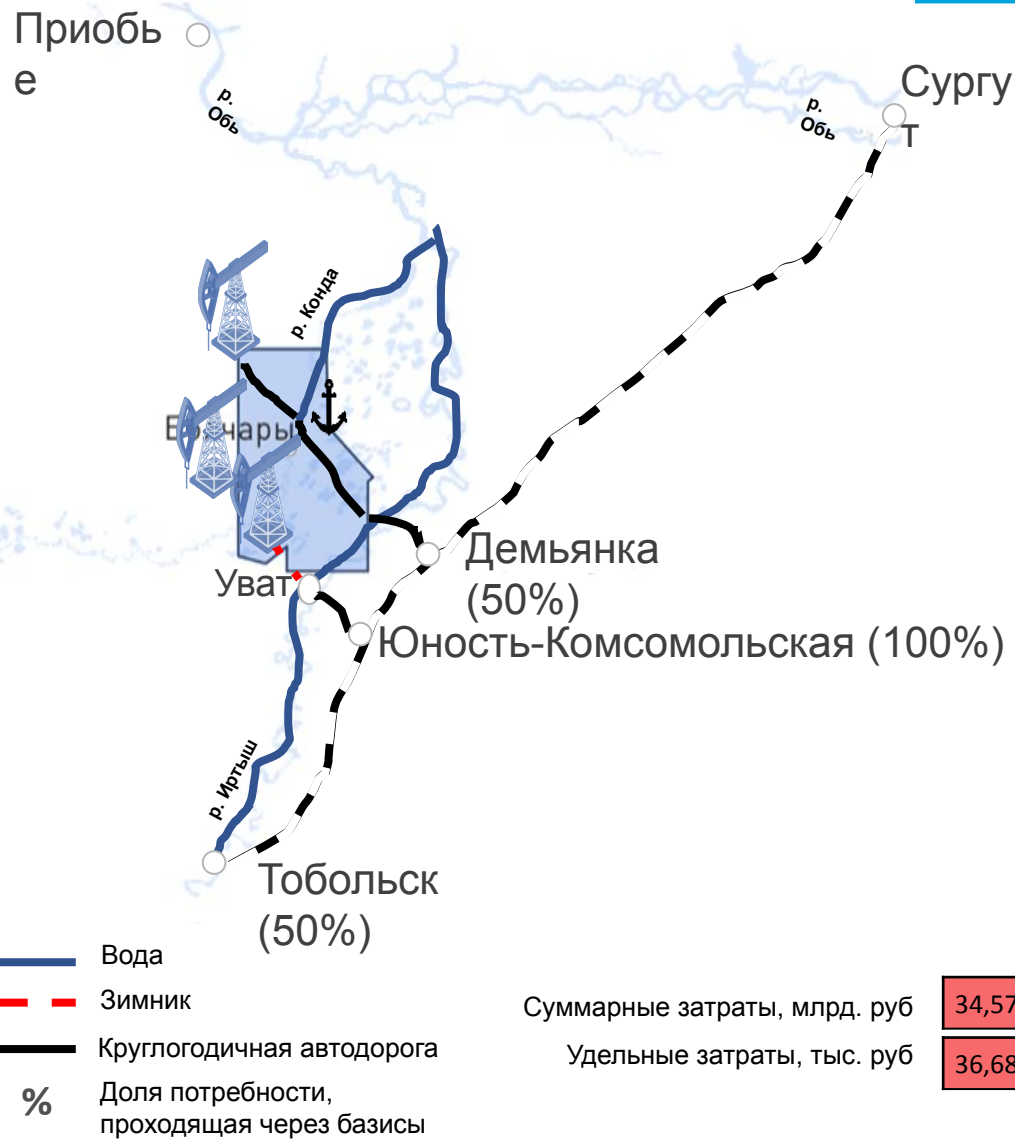 Приобь
е
р.
Обь
р.
Обь
Сургу
т
р. Конда
чары
Уват
Демьянка
(50%)
Юность-Комсомольская (100%)
р. Иртыш
Тобольск
(50%)
Вода
Зимник
Круглогодичная автодорога
% Доля потребности,
проходящая через базисы
Суммарные затраты, млрд. руб 34,57
Удельные затраты, тыс. руб 36,68